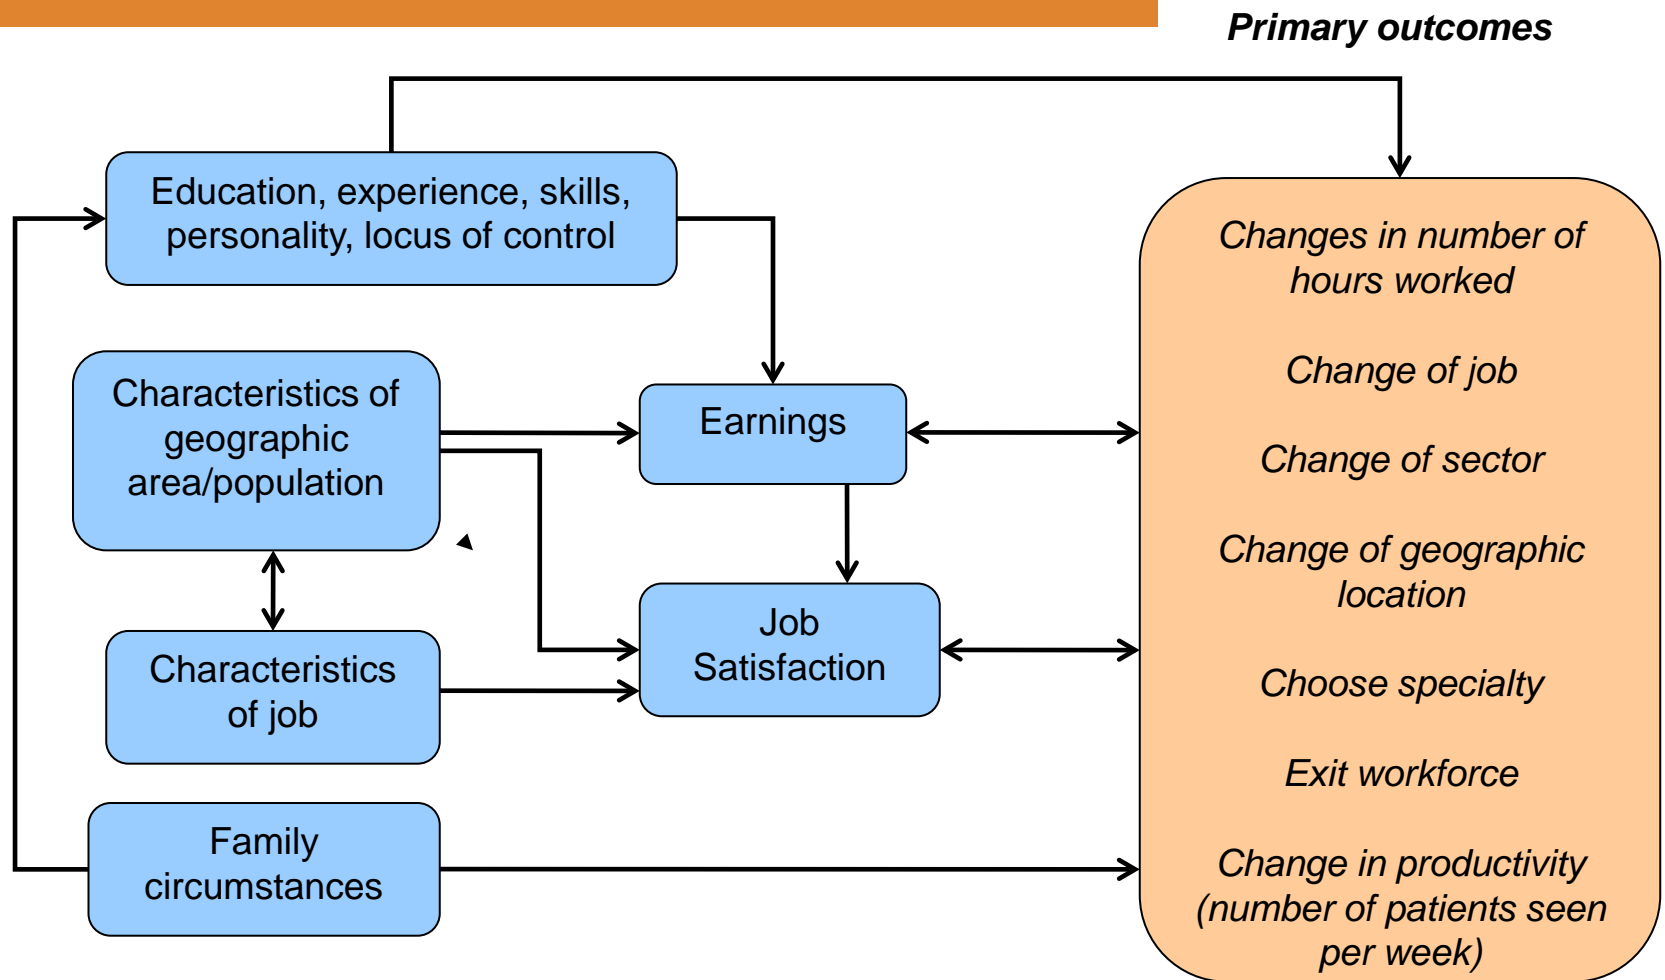 Primary outcomes
Education, experience, skills,
personality, locus of control
Characteristics of
geographic
area/population
Earnings
Job
Satisfaction
Characteristics
of job
Family
circumstances
Changes in number of
hours worked
Change of job
Change of sector
Change of geographic
location
Choose specialty
Exit workforce
Change in productivity
(number of patients seen
per week)